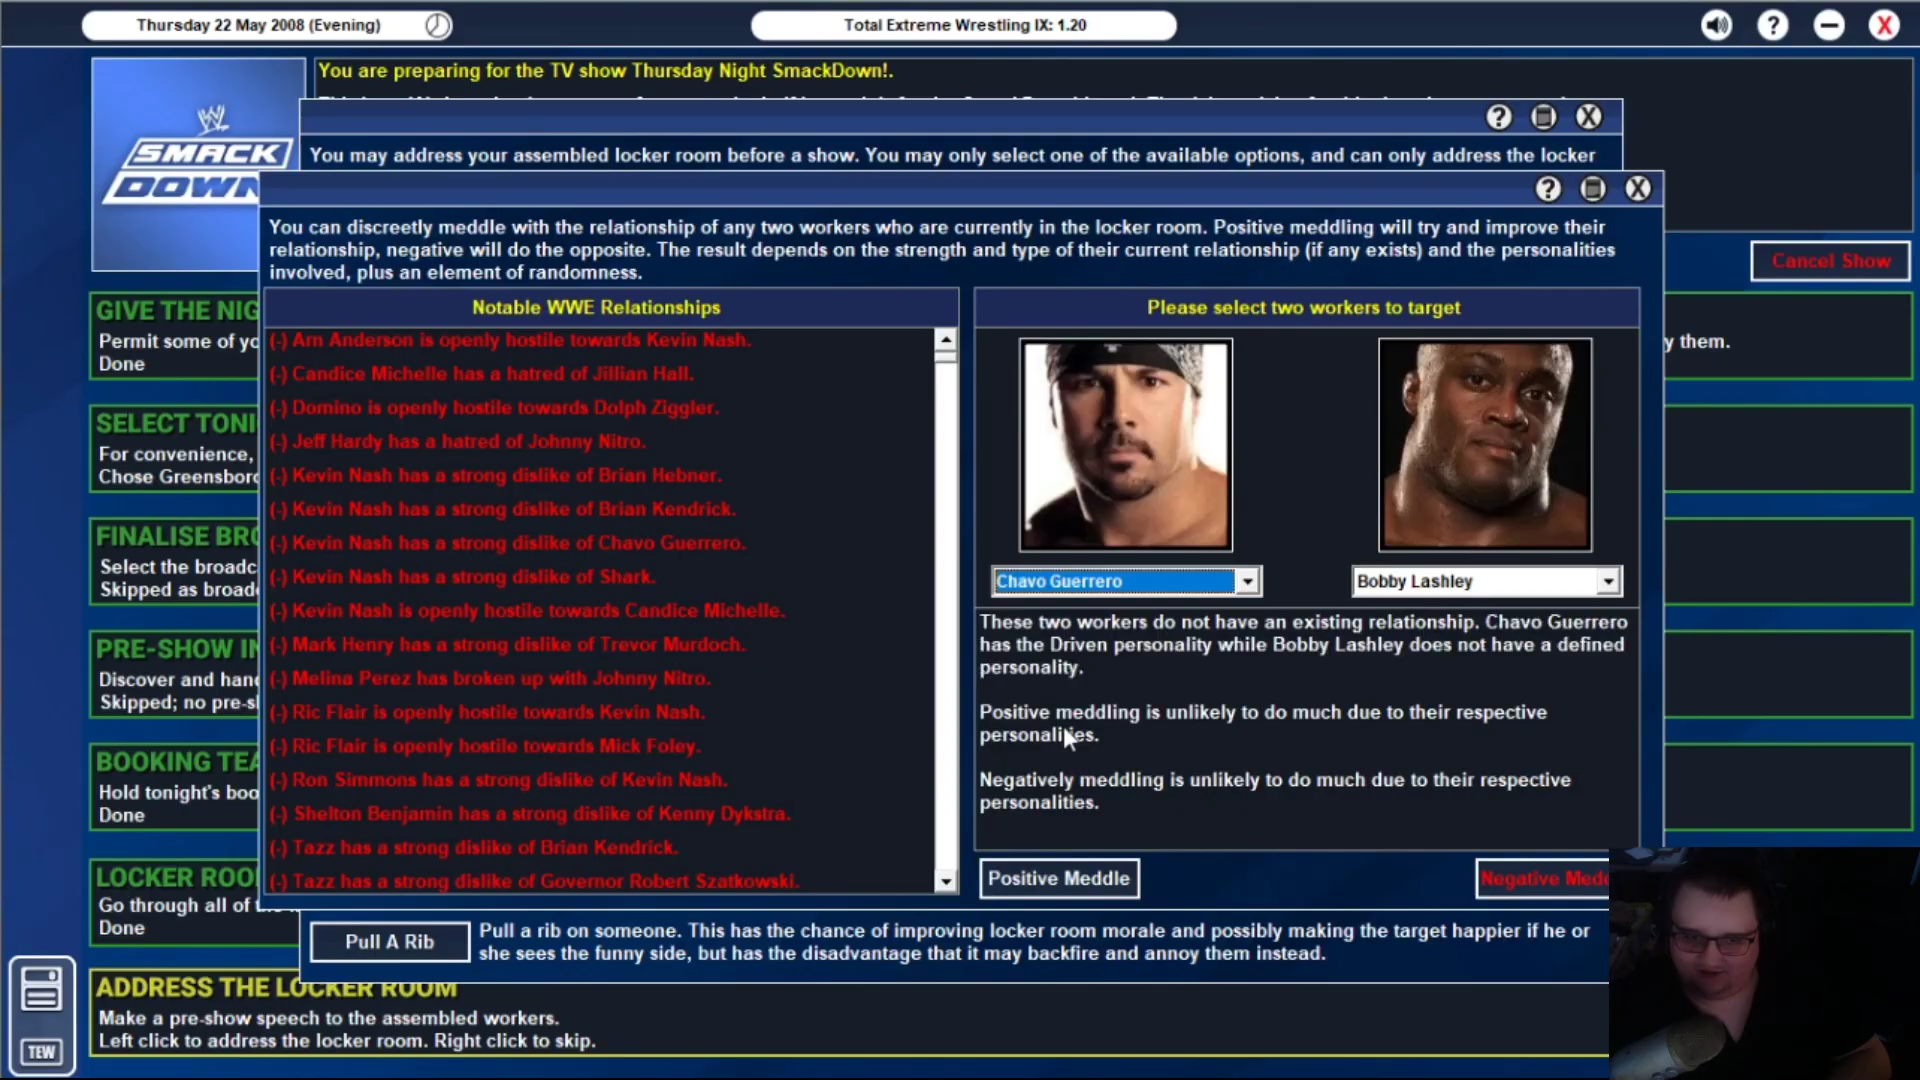 Thursday 22 May 2008 (Evening)
Total Extreme Wrestling IX: 1.20
You are preparing for the TV show Thursday Night SmackDown!.
SMACK
DOWN
You may address your assembled locker room before a show. You may only select one of the available options, and can only address the locker
You can discreetly meddle with the relationship of any two workers who are currently in the locker room. Positive meddling will try and improve their
relationship, negative will do the opposite. The result depends on the strength and type of their current relationship (if any exists) and the personalities
involved, plus an element of randomness.
Cancel Show
Notable WWE Relationships
(-) Arn Anderson is openly hostile towards Kevin Nash.
(-) Candice Michelle has a hatred of Jillian Hall.
(-) Domino is openly hostile towards Dolph Ziggler.
(-) Jeff Hardy has a hatred of Johnny Nitro.
(-) Kevin Nash has a strong dislike of Brian Hebner.
(-) Kevin Nash has a strong dislike of Brian Kendrick.
(-) Kevin Nash has a strong dislike of Chavo Guerrero.
(-) Kevin Nash has a strong dislike of Shark.
(-) Kevin Nash is openly hostile towards Candice Michelle.
(-) Mark Henry has a strong dislike of Trevor Murdoch.
(-) Melina Perez has broken up with Johnny Nitro.
(-) Ric Flair is openly hostile towards Kevin Nash.
(-) Ric Flair is openly hostile towards Mick Foley.
(-) Ron Simmons has a strong dislike of Kevin Nash.
(-) Shelton Benjamin has a strong dislike of Kenny Dykstra.
(-) Tazz has a strong dislike of Brian Kendrick.
(-) Tazz has a strong dislike of Governor Robert Szatkowski.
Please select two workers to target
Chavo Guerrero
Bobby Lashley
These two workers do not have an existing relationship. Chavo Guerrero
has the Driven personality while Bobby Lashley does not have a defined
personality.
Positive meddling is unlikely to do much due to their respective
personalities.
Negatively meddling is unlikely to do much due to their respective
personalities.
Positive Meddle
Negative Medd
GIVE THE NIG
Permit some of yo
Done
y them.
SELECT TONI
For convenience,
Chose Greensboro
FINALISE BRO
Select the broadc
Skipped as broad
PRE-SHOW IN
Discover and hand
Skipped; no pre-s
BOOKING TEA
Hold tonight's boo
Done
LOCKER ROO
Go through all of
Done
Pull A Rib
Pull a rib on someone. This has the chance of improving locker room morale and possibly making the target happier if he or
she sees the funny side, but has the disadvantage that it may backfire and annoy them instead.
ADDRESS THE LOCKER ROOM
Make a pre-show speech to the assembled workers.
Left click to address the locker room. Right click to skip.
TEW